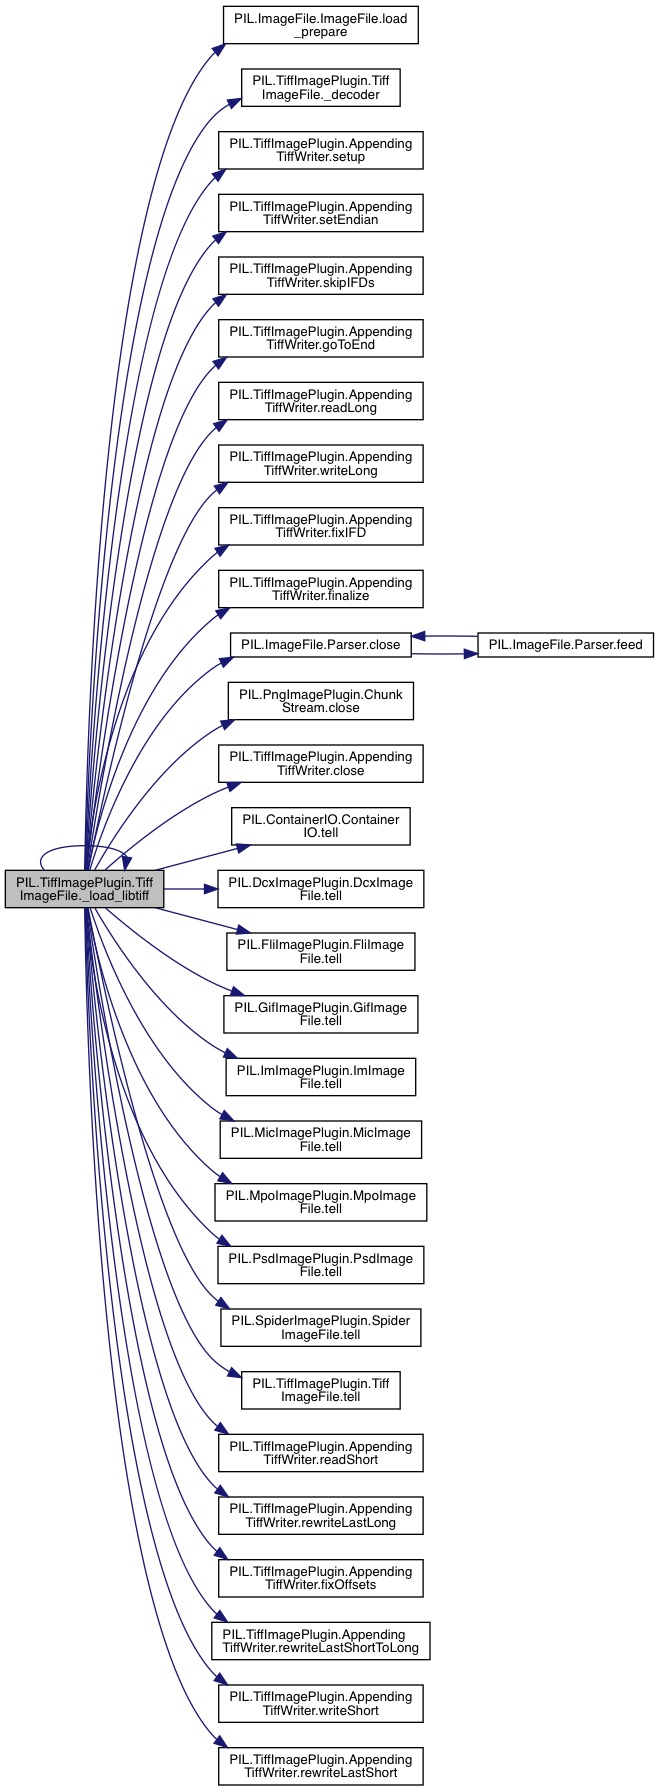 PIL.ImageFile.ImageFile.load
_prepare
PIL.TiffImagePlugin.Tiff
ImageFile._decoder
PIL.TiffImagePlugin.Appending
TiffWriter.setup
PIL.TiffImagePlugin.Appending
TiffWriter.setEndian
PIL.TiffImagePlugin.Appending
TiffWriter.skipIFDs
PIL.TiffImagePlugin.Appending
TiffWriter.goToEnd
PIL.TiffImagePlugin.Appending
TiffWriter.readLong
PIL.TiffImagePlugin.Appending
TiffWriter.writeLong
PIL.TiffImagePlugin.Appending
TiffWriter.fixIFD
PIL.TiffImagePlugin.Appending
TiffWriter.finalize
PIL.ImageFile.Parser.close
PIL.ImageFile.Parser.feed
PIL.PngImagePlugin.Chunk
Stream.close
PIL.TiffImagePlugin.Appending
TiffWriter.close
PIL.ContainerIO.Container
IO.tell
PIL.TiffImagePlugin.Tiff
ImageFile._load_libtiff
PIL.DcxImagePlugin.DcxImage
File.tell
PIL.FliImagePlugin.FliImage
File.tell
PIL.GifImagePlugin.GifImage
File.tell
PIL.ImImagePlugin.ImImage
File.tell
PIL.MicImagePlugin.MicImage
File.tell
PIL.MpoImagePlugin.MpoImage
File.tell
PIL.PsdImagePlugin.PsdImage
File.tell
PIL.SpiderImagePlugin.Spider
ImageFile.tell
PIL.TiffImagePlugin.Tiff
ImageFile.tell
PIL.TiffImagePlugin.Appending
TiffWriter.readShort
PIL.TiffImagePlugin.Appending
TiffWriter.rewriteLastLong
PIL.TiffImagePlugin.Appending
TiffWriter.fixOffsets
PIL.TiffImagePlugin.Appending
TiffWriter.rewriteLastShortToLong
PIL.TiffImagePlugin.Appending
TiffWriter.writeShort
PIL.TiffImagePlugin.Appending
TiffWriter.rewriteLastShort